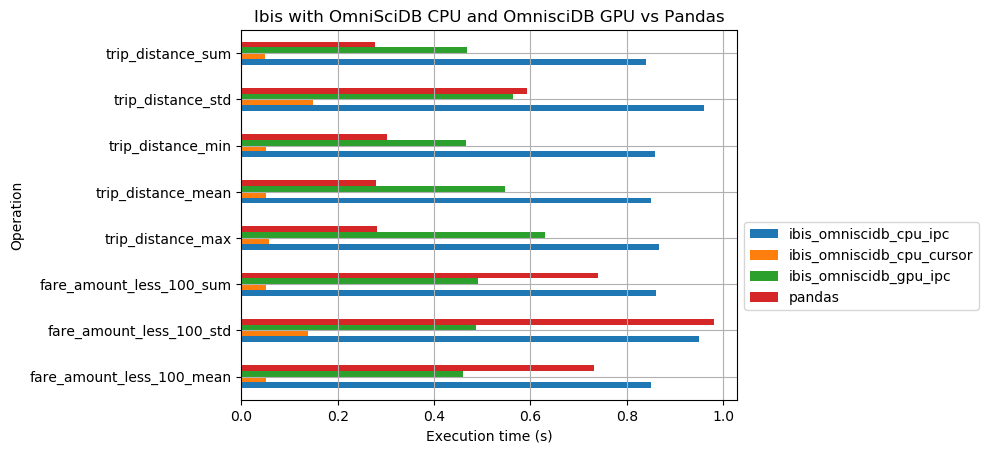 Ibis with OmniSciDB CPU and OmnisciDB GPU vs Pandas
trip_distance_sum
trip_distance_std
trip_distance_min
trip_distance_mean
trip_distance_max
fare_amount_less_100_sum
fare_amount_less_100_std
fare_amount_less_100_mean
Operation
0.0 0.2 0.4 0.6 0.8 1.0
Execution time (s)
ibis_omniscidb_cpu_ipc
ibis_omniscidb_cpu_cursor
ibis_omniscidb_gpu_ipc
pandas